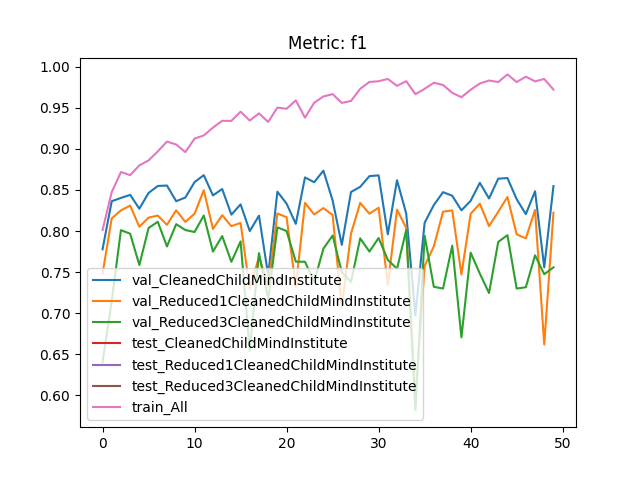 Metric: f1
1.00
0.95
0.90
0.85
0.80
0.75
0.70
0.65
0.60
val_CleanedChildMindInstitute
val_Reduced1CleanedChildMindInstitute
val_Reduced3CleanedChildMindInstitute
test_CleanedChildMindInstitute
test_Reduced1CleanedChildMindInstitute
test_Reduced3CleanedChildMindInstitute
train_All
0 10 20 30 40 50